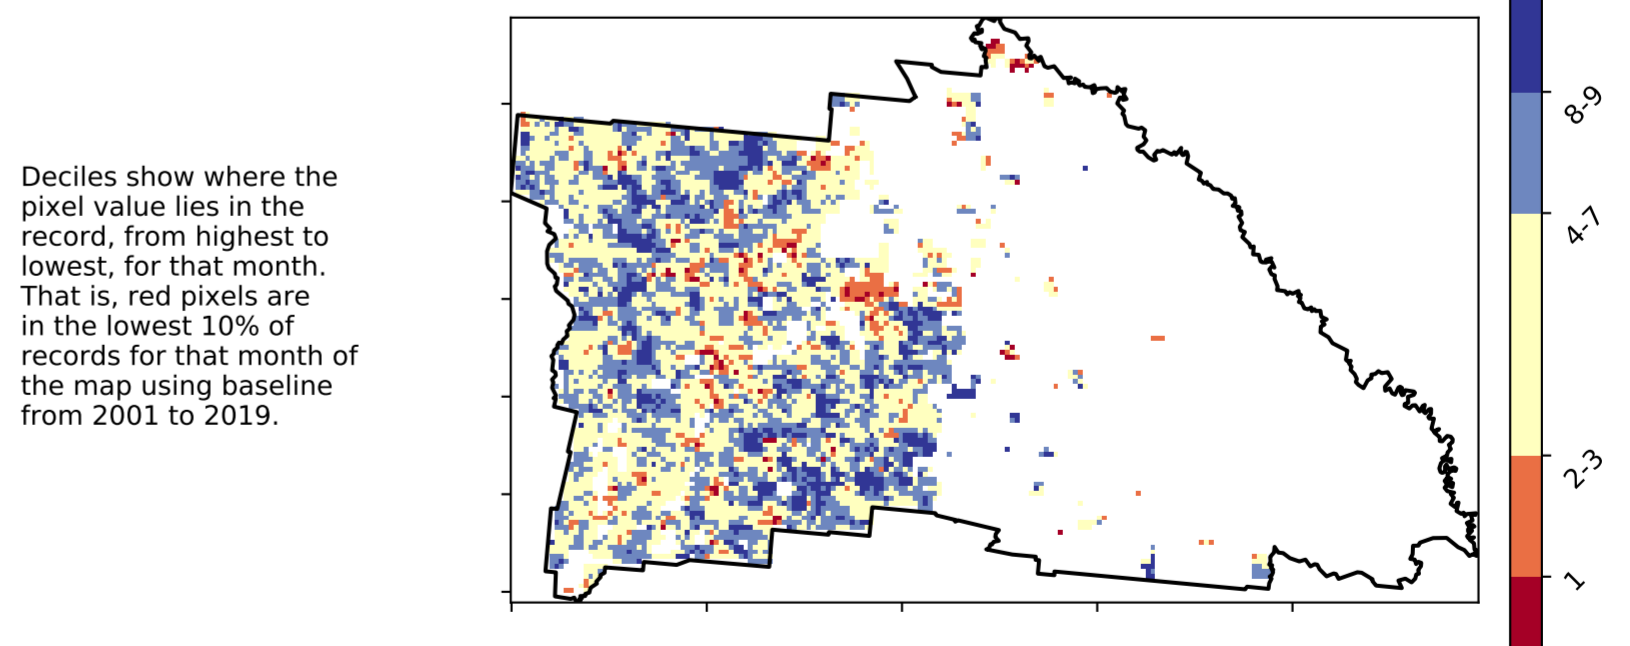 Deciles show where the
pixel value lies in the
record, from highest to
lowest, for that month.
That is, red pixels are
in the lowest 10% of
records for that month of
the map using baseline
from 2001 to 2019.
8-9
4-7
2-3
1